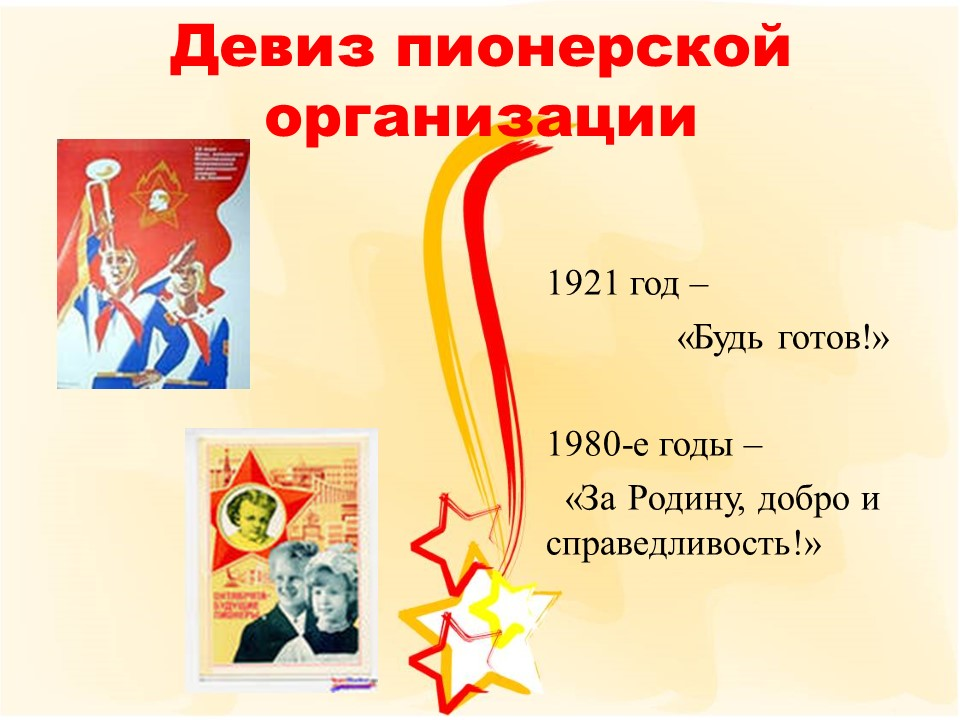 Девиз пионерской
организации
1921 год –
«Будь готов!»
1980-е годы –
«За Родину, добро и
справедливость!»
ОКТЯБРЯТА-
БУДУЩИЕ
ПИОНЕРЫ